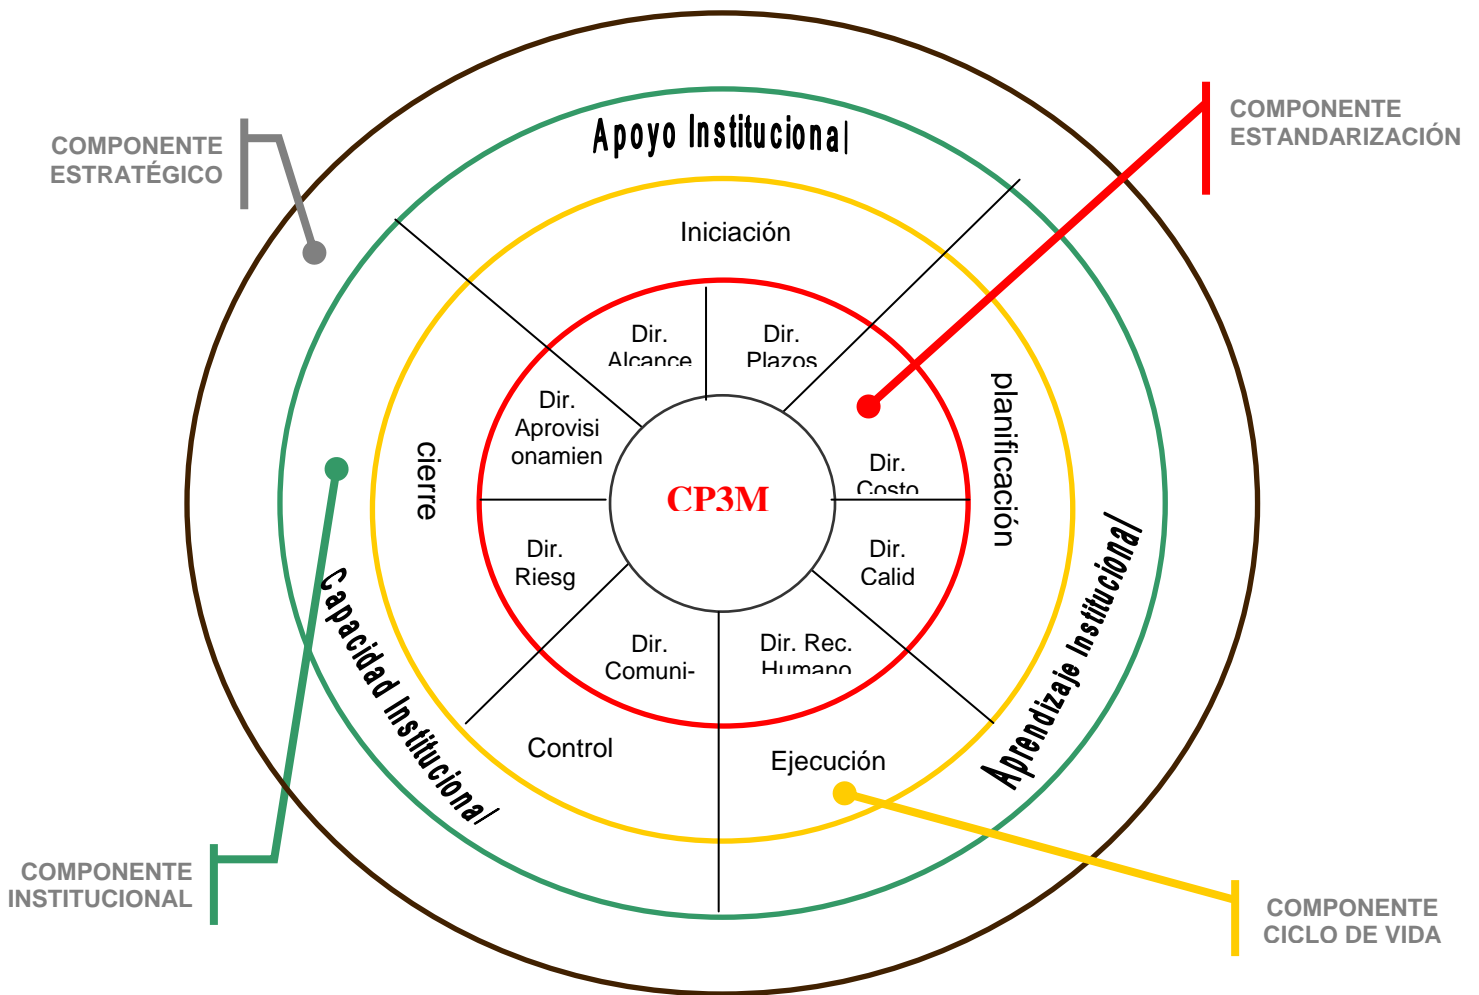 Apoyo Institucional
COMPONENTE
ESTANDARIZACIÓN
COMPONENTE
ESTRATÉGICO
Iniciación
Dir.
Alcance
Dir.
Plazos
Dir.
Aprovisi
onamien
cierre
planificación
CP3M
Dir.
Costo
Dir.
Riesg
Dir.
Calid
Dir.
Comuni-
Dir. Rec.
Humano
Capacidad Institucional
Aprendizaje Institucional
Control
Ejecución
COMPONENTE
INSTITUCIONAL
COMPONENTE
CICLO DE VIDA